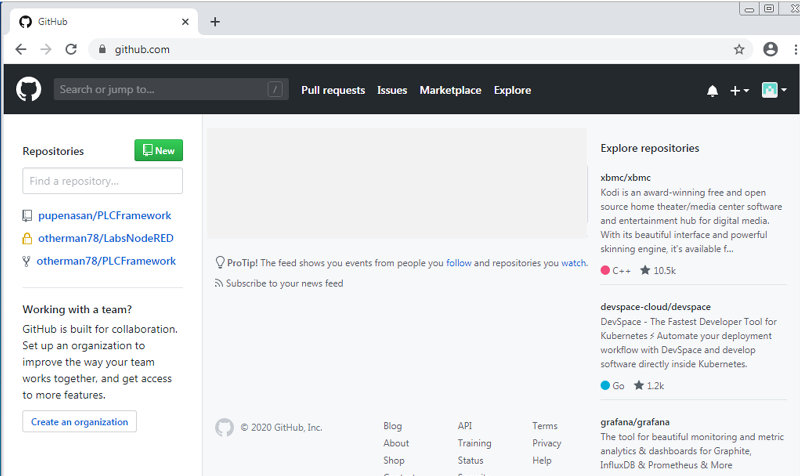 GitHub
github.com
Search or jump to...
/
Pull requests
Issues
Marketplace
Explore
Repositories
New
Find a repository...
pupenasan/PLCFramework
otherman78/LabsNodeRED
otherman78/PLCFramework
Working with a team?
GitHub is built for collaboration.
Set up an organization to
improve the way your team
works together, and get access
to more features.
Create an organization
ProTip! The feed shows you events from people you follow and repositories you watch.
Subscribe to your news feed
© 2020 GitHub, Inc.
Blog
About
Shop
API
Training
Status
Terms
Privacy
Help
Explore repositories
xbmc/xbmc
Kodi is an award-winning free and open
source home theater/media center software
and entertainment hub for digital media.
With its beautiful interface and powerful
skinning engine, it's available f...
C++ 10.5k
devspace-cloud/devspace
DevSpace - The Fastest Developer Tool for
Kubernetes ⚡ Automate your deployment
workflow with DevSpace and develop
software directly inside Kubernetes.
Go 1.2k
grafana/grafana
The tool for beautiful monitoring and metric
analytics & dashboards for Graphite,
InfluxDB & Prometheus & More